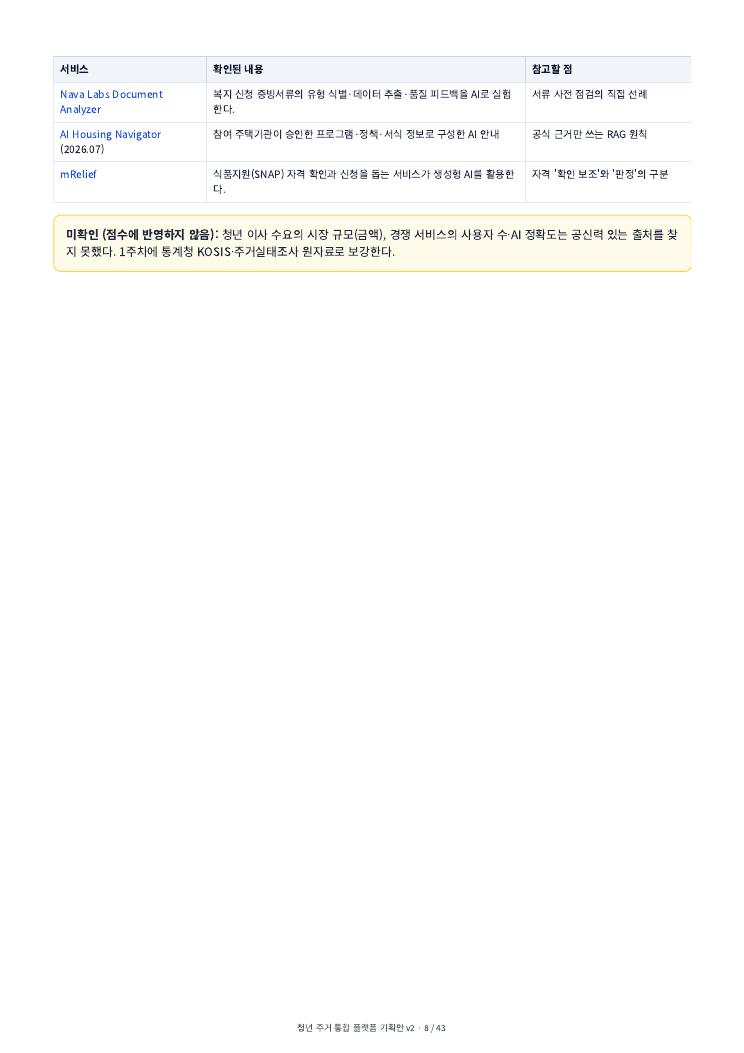 서비스 확인된 내용 참고할 점
Nava Labs Document 복지 신청 증빙서류의 유형 식별·데이터 추출·품질 피드백을 AI로 실험 서류 사전 점검의 직접 선례
Analyzer 한다.
AI Housing Navigator 참여 주택기관이 승인한 프로그램·정책·서식 정보로 구성한 AI 안내 공식 근거만 쓰는 RAG 원칙
(2026.07)
mRelief 식품지원(SNAP) 자격 확인과 신청을 돕는 서비스가 생성형 AI를 활용한 자격 '확인 보조'와 '판정'의 구분
다.
미확인 (점수에 반영하지 않음): 청년 이사 수요의 시장 규모(금액), 경쟁 서비스의 사용자 수·AI 정확도는 공신력 있는 출처를 찾
지 못했다. 1주차에 통계청 KOSIS·주거실태조사 원자료로 보강한다.
청년 주거 통합 플랫폼 기획안 v2 · 8 / 43